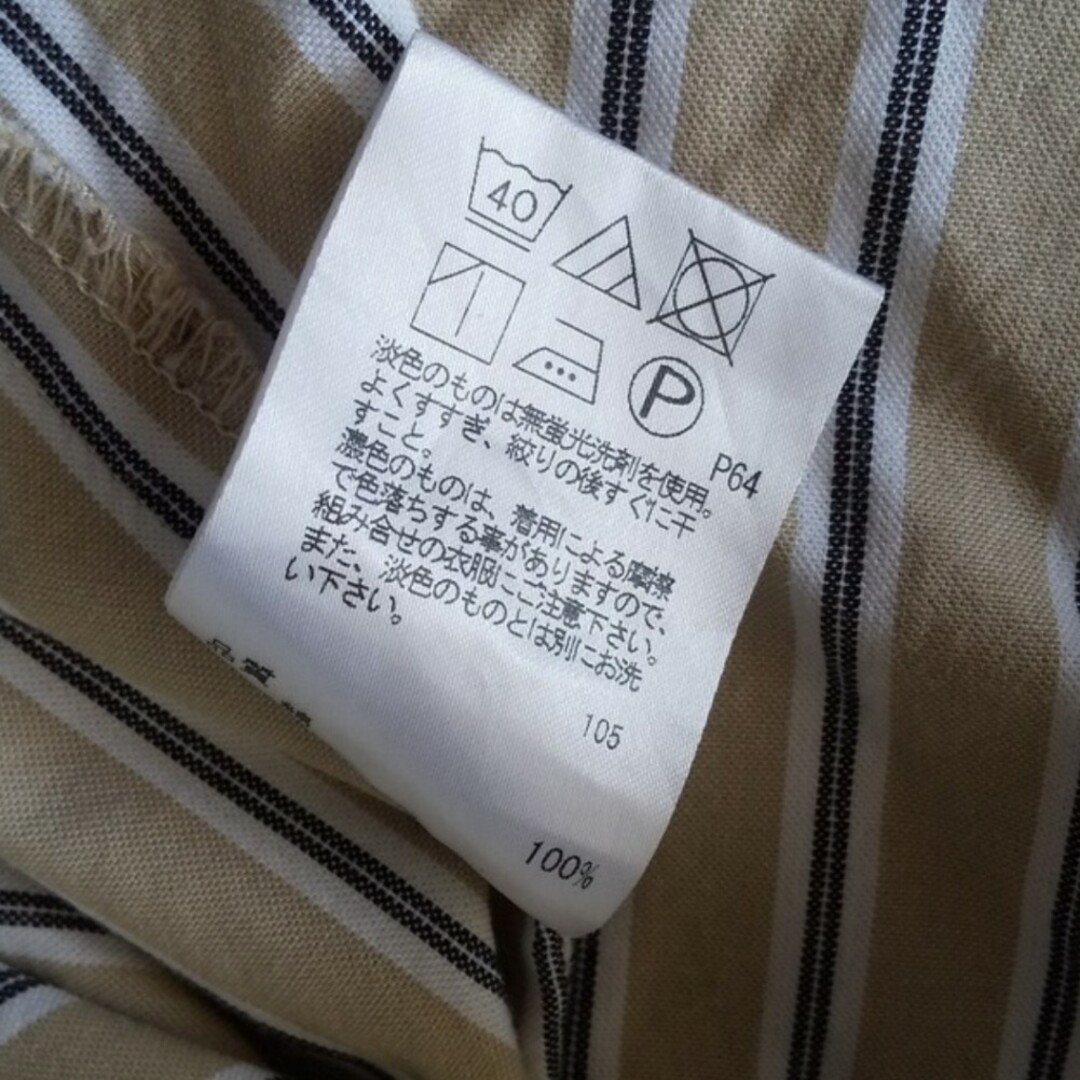 40
P
P64
淡色のものは無蛍光洗剤を使用。
よくすすぎ、絞りの後すぐに干
すこと。
濃色のものは、着用による摩擦
で色落ちする事がありますので、
組み合せの衣服にご注意下さい。
また、淡色のものとは別にお洗
い下さい。
105
100%